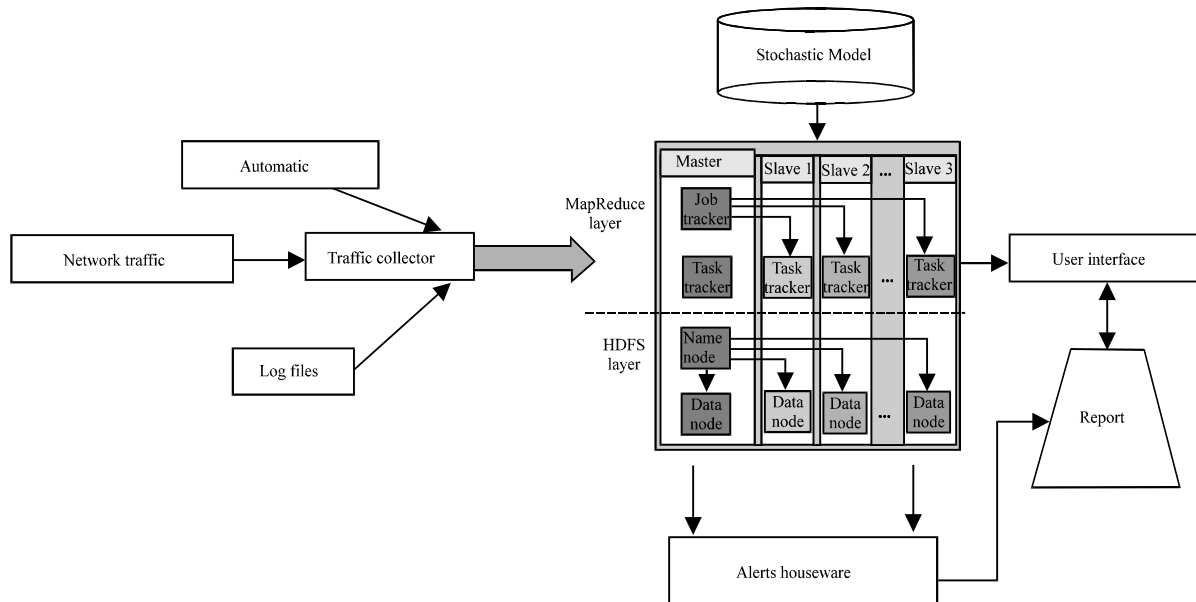 Stochastic Model
Automatic
Master
Slave 1
Slave 2
...
Slave 3
MapReduce
layer
Job
tracker
Network traffic
Traffic collector
User interface
Task
tracker
Task
tracker
Task
tracker
...
Task
tracker
HDFS
layer
Name
node
Log files
Data
node
Data
node
Data
node
...
Data
node
Report
Alerts houseware